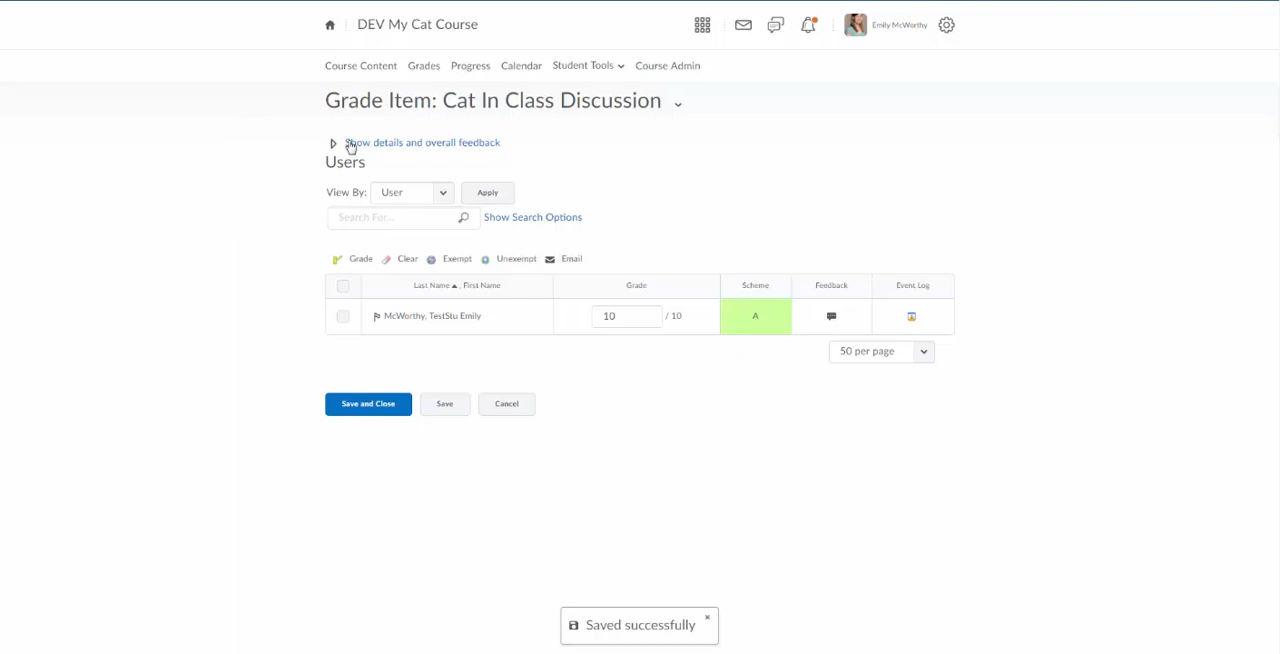 DEV My Cat Course
Emily McWorthy
Course Content Grades Progress Calendar Student Tools Course Admin
Grade Item: Cat In Class Discussion
Show details and overall feedback
Users
View By: User Apply
Search For... Show Search Options
Grade Clear Exempt Unexempt Email
Last Name , First Name Grade Scheme Feedback Event Log
McWorthy, TestStu Emily 10 / 10 A
50 per page
Save and Close Save Cancel
Saved successfully